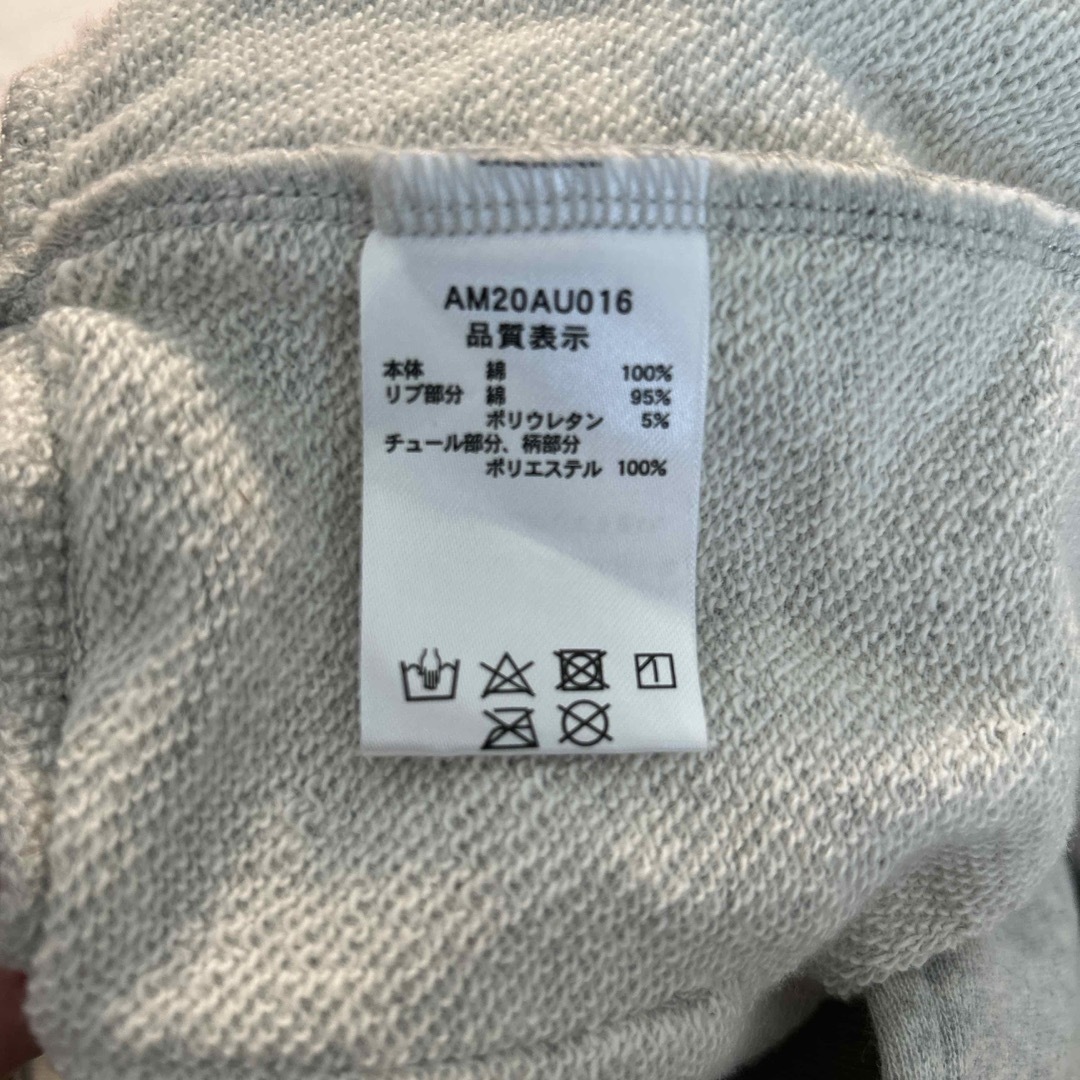 AM20AU016
品質表示
本体 綿 100%
リブ部分 綿 95%
ポリウレタン 5%
チュール部分、柄部分
ポリエステル 100%